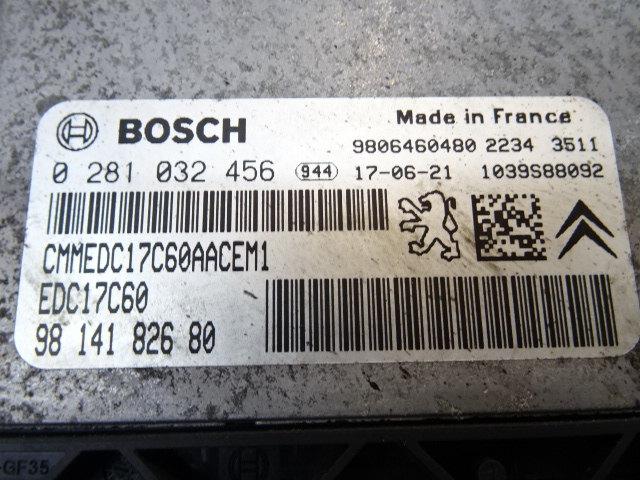 BOSCH
Made in France
9806460480 2234 3511
0 281 032 456 944 17-06-21 1039S88092
CMMEDC17C60AACEM1
EDC17C60
98 141 826 80
-GF35